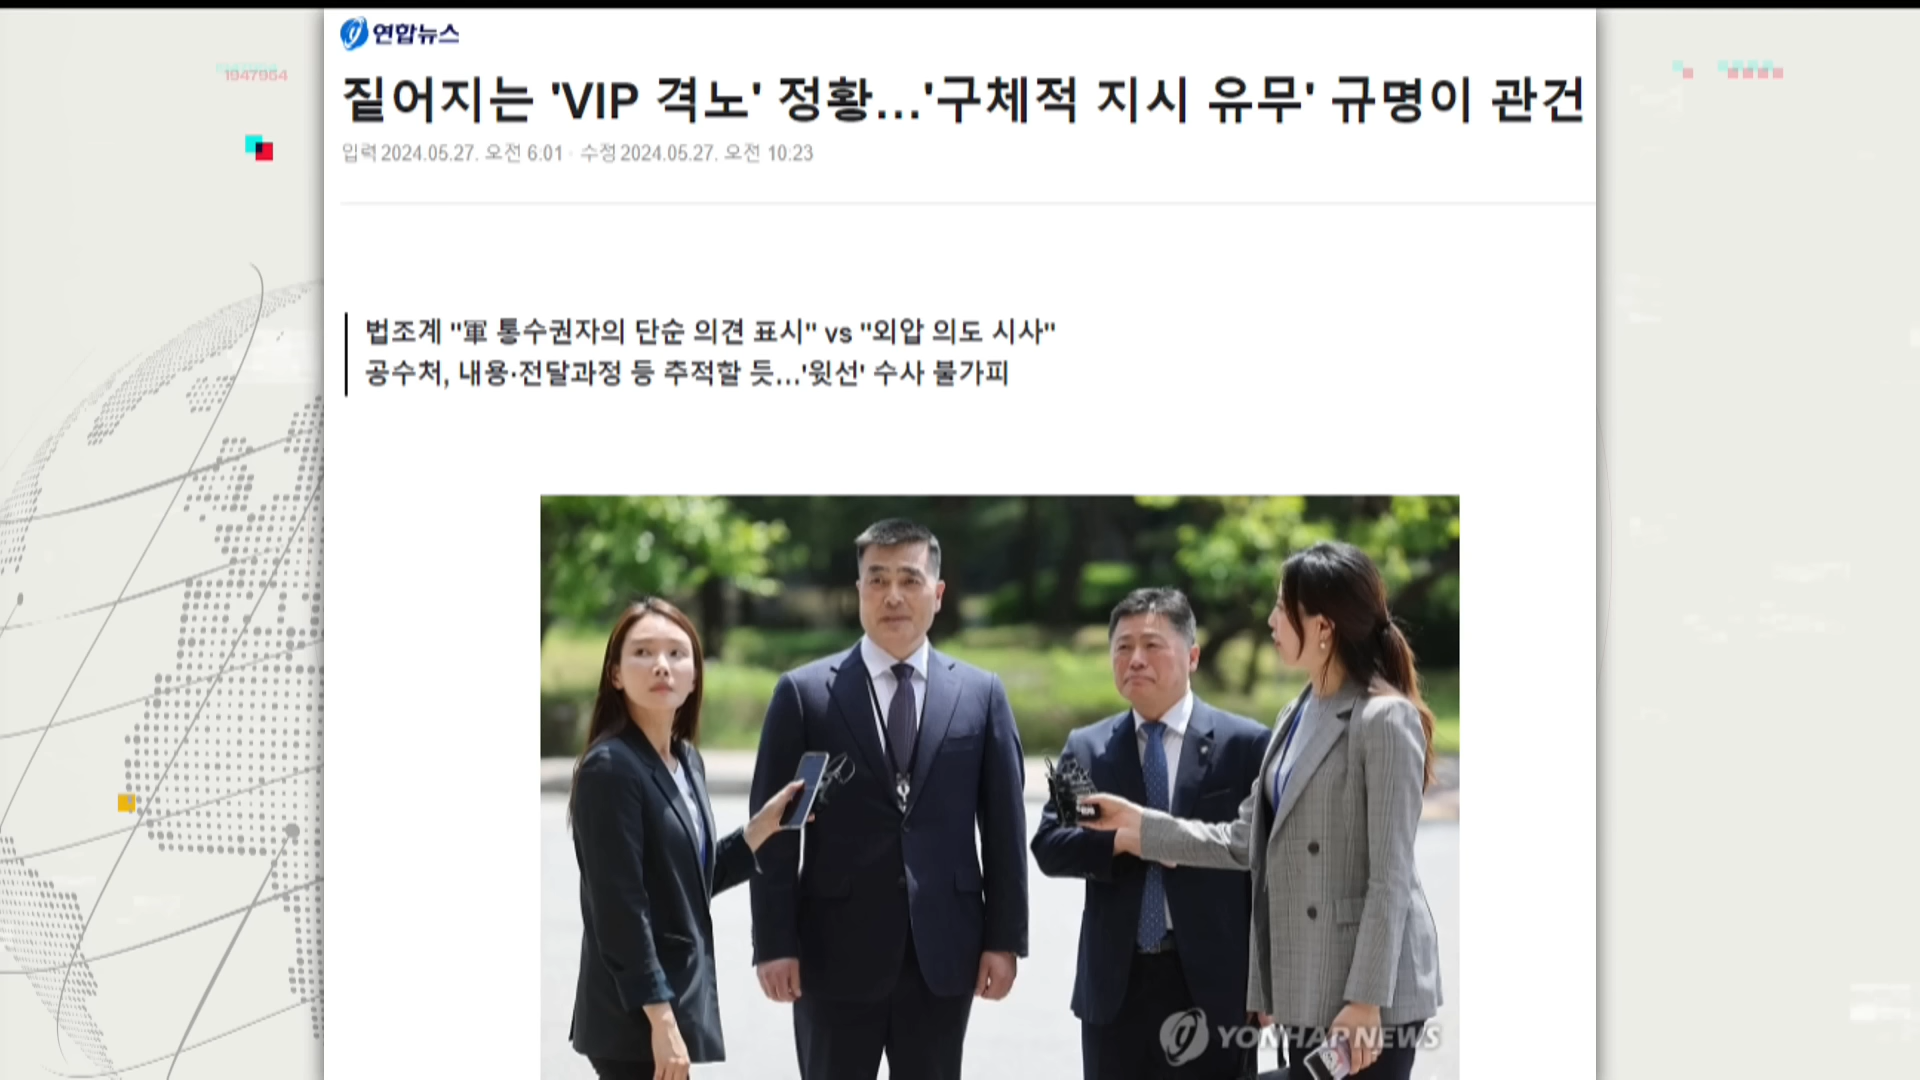 연합뉴스
1947954
짙어지는 'VIP 격노' 정황...'구체적 지시 유무' 규명이 관건
입력 2024.05.27. 오전 6:01 · 수정 2024.05.27. 오전 10:23
법조계 "軍 통수권자의 단순 의견 표시" vs "외압 의도 시사"
공수처, 내용·전달과정 등 추적할 듯...'윗선' 수사 불가피
YONHAP NEWS